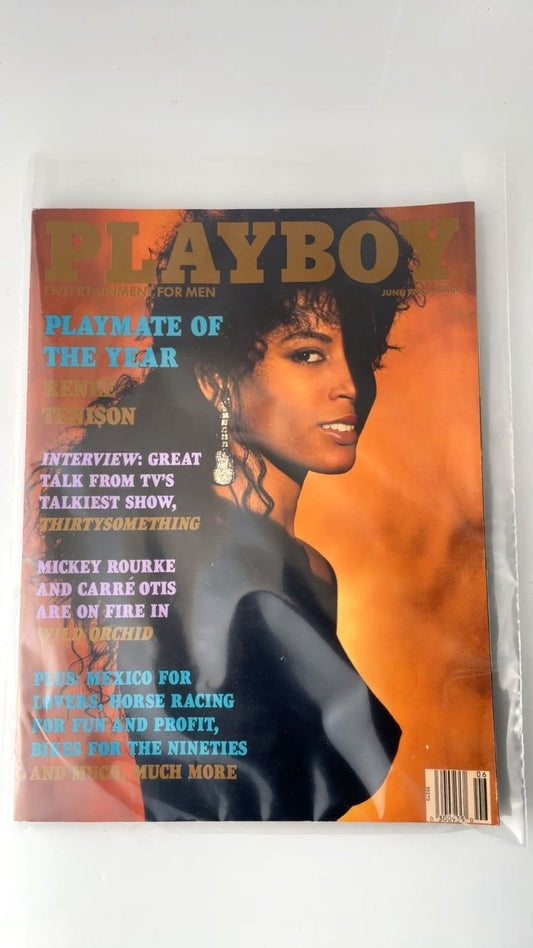 PLAYBOY
ENTERTAINMENT FOR MEN
JUNE
PLAYMATE OF
THE YEAR
RENEE
TENISON
INTERVIEW: GREAT
TALK FROM TV'S
TALKIEST SHOW,
THIRTYSOMETHING
MICKEY ROURKE
AND CARRÉ OTIS
ARE ON FIRE IN
WILD ORCHID
PLUS: MEXICO FOR
LOVERS, HORSE RACING
FOR FUN AND PROFIT,
BIKES FOR THE NINETIES
AND MUCH, MUCH MORE
06